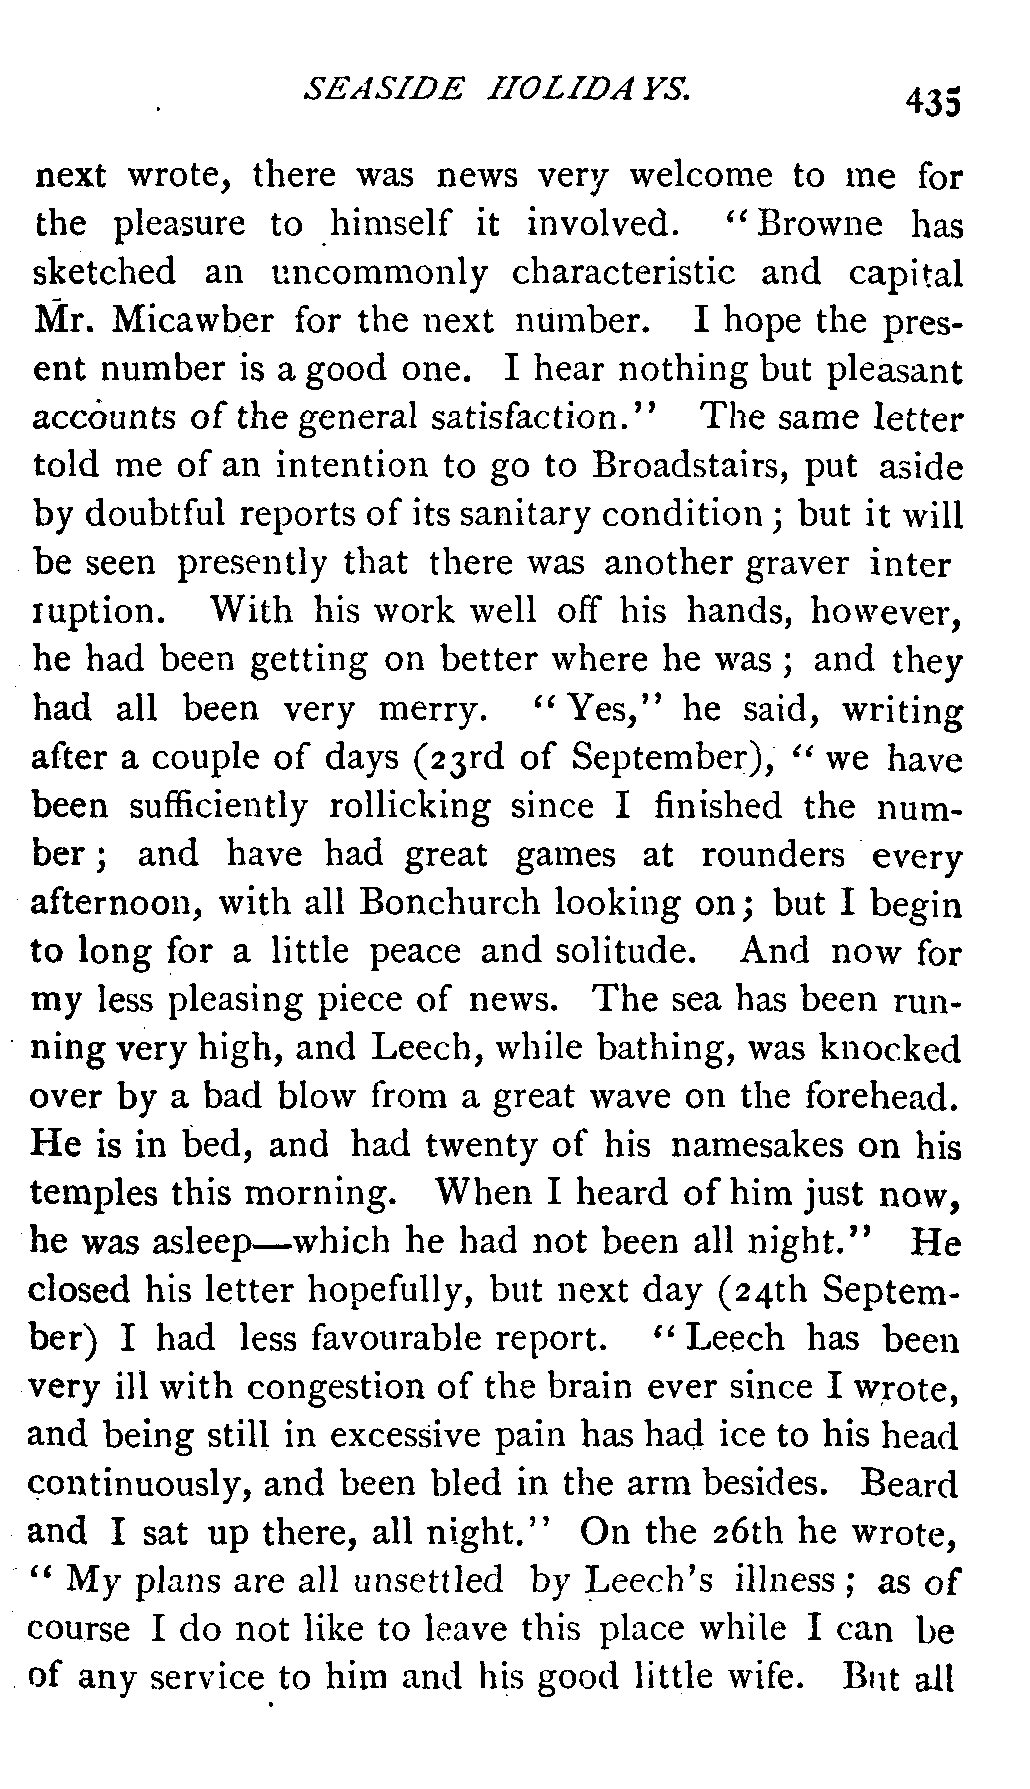 SEASIDE HOLIDAYS. 435
next wrote, there was news very welcome to me for
the pleasure to himself it involved. “Browne has
sketched an uncommonly characteristic and capital
Mr. Micawber for the next number. I hope the pres-
ent number is a good one. I hear nothing but pleasant
accounts of the general satisfaction.” The same letter
told me of an intention to go to Broadstairs, put aside
by doubtful reports of its sanitary condition; but it will
be seen presently that there was another graver inter
ruption. With his work well off his hands, however,
he had been getting on better where he was; and they
had all been very merry. “Yes,” he said, writing
after a couple of days (23rd of September), “we have
been sufficiently rollicking since I finished the num-
ber; and have had great games at rounders every
afternoon, with all Bonchurch looking on; but I begin
to long for a little peace and solitude. And now for
my less pleasing piece of news. The sea has been run-
ning very high, and Leech, while bathing, was knocked
over by a bad blow from a great wave on the forehead.
He is in bed, and had twenty of his namesakes on his
temples this morning. When I heard of him just now,
he was asleep—which he had not been all night.” He
closed his letter hopefully, but next day (24th Septem-
ber) I had less favourable report. “Leech has been
very ill with congestion of the brain ever since I wrote,
and being still in excessive pain has had ice to his head
continuously, and been bled in the arm besides. Beard
and I sat up there, all night.” On the 26th he wrote,
“My plans are all unsettled by Leech's illness; as of
course I do not like to leave this place while I can be
of any service to him and his good little wife. But all